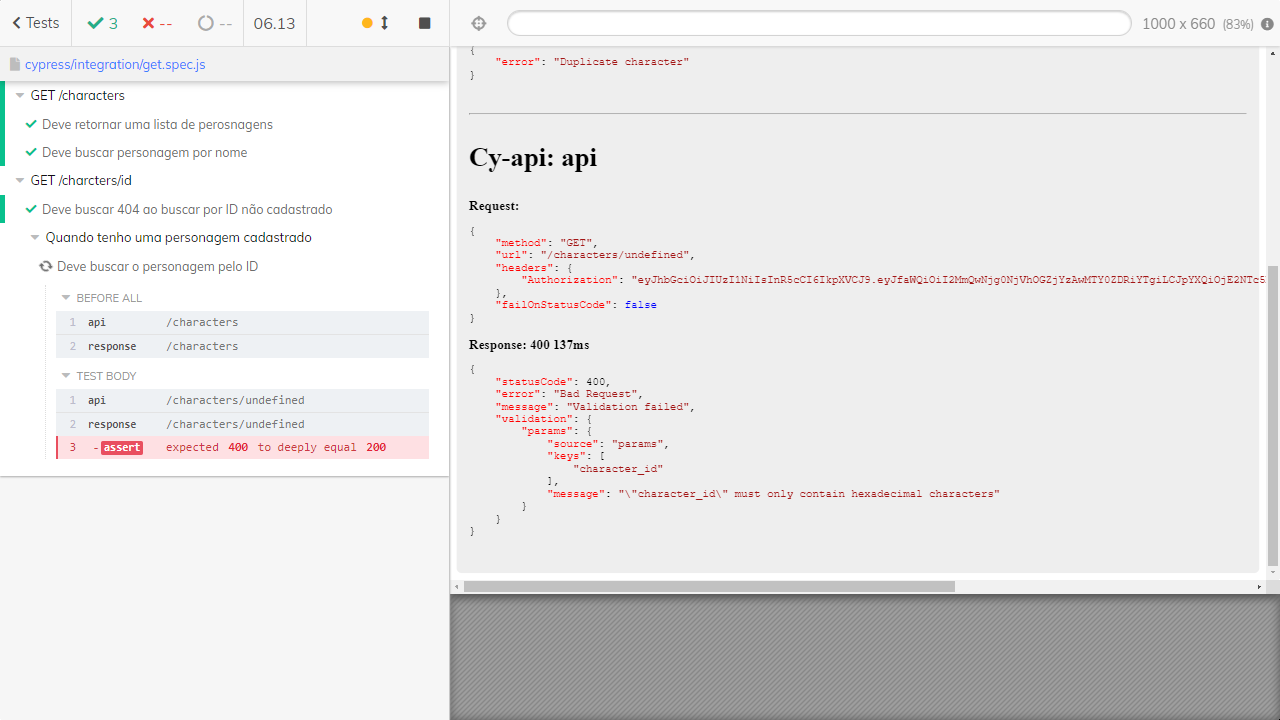 Tests
3
--
--
06.13
1000 x 660 (83%)
cypress/integration/get.spec.js
GET /characters
Deve retornar uma lista de perosnagens
Deve buscar personagem por nome
GET /charcters/id
Deve buscar 404 ao buscar por ID não cadastrado
Quando tenho uma personagem cadastrado
Deve buscar o personagem pelo ID
BEFORE ALL
1 api /characters
2 response /characters
TEST BODY
1 api /characters/undefined
2 response /characters/undefined
3 -assert expected 400 to deeply equal 200
{
"error": "Duplicate character"
}
Cy-api: api
Request:
{
"method": "GET",
"url": "/characters/undefined",
"headers": {
"Authorization": "eyJhbGciOiJIUzI1NiIsInR5cCI6IkpXVCJ9.eyJfaWQiOiI2MmQwNjg0NjVhOGZjYzAwMTY0ZDRiYTgiLCJpYXQiOjE2NTc5
},
"failOnStatusCode": false
}
Response: 400 137ms
{
"statusCode": 400,
"error": "Bad Request",
"message": "Validation failed",
"validation": {
"params": {
"source": "params",
"keys": [
"character_id"
],
"message": "\"character_id\" must only contain hexadecimal characters"
}
}
}